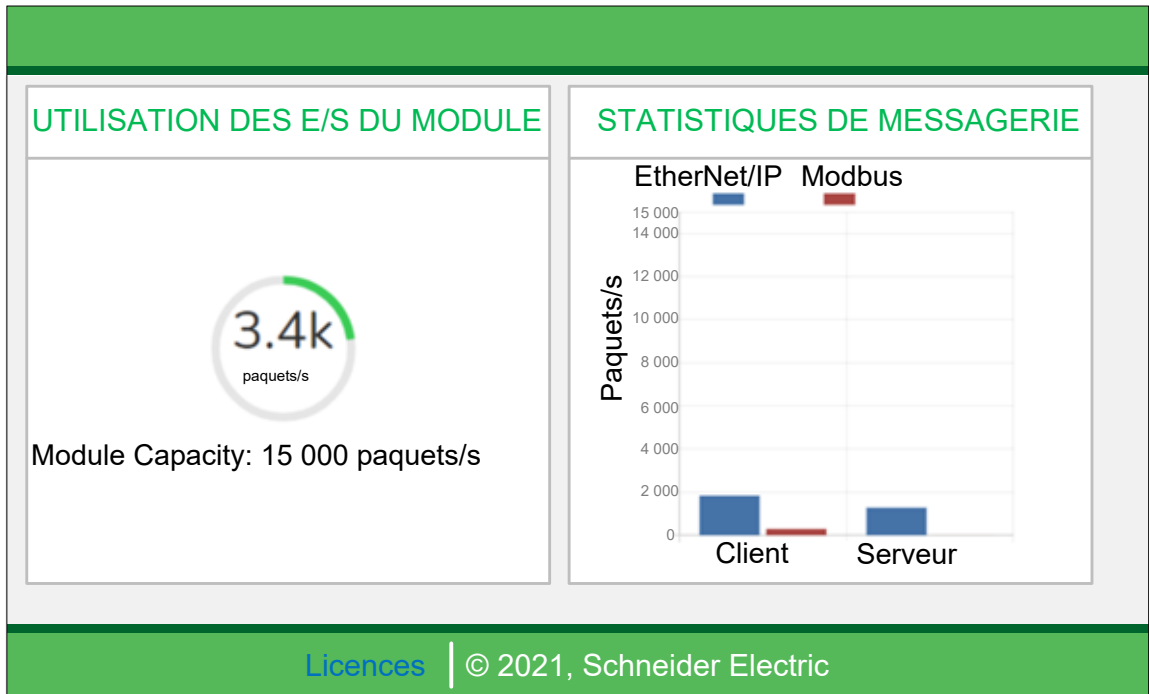 UTILISATION DES E/S DU MODULE
3.4k
paquets/s
Module Capacity: 15 000 paquets/s
STATISTIQUES DE MESSAGERIE
EtherNet/IP Modbus
Paquets/s
15 000
14 000
12 000
10 000
8 000
6 000
4 000
2 000
0
Client Serveur
Licences © 2021, Schneider Electric